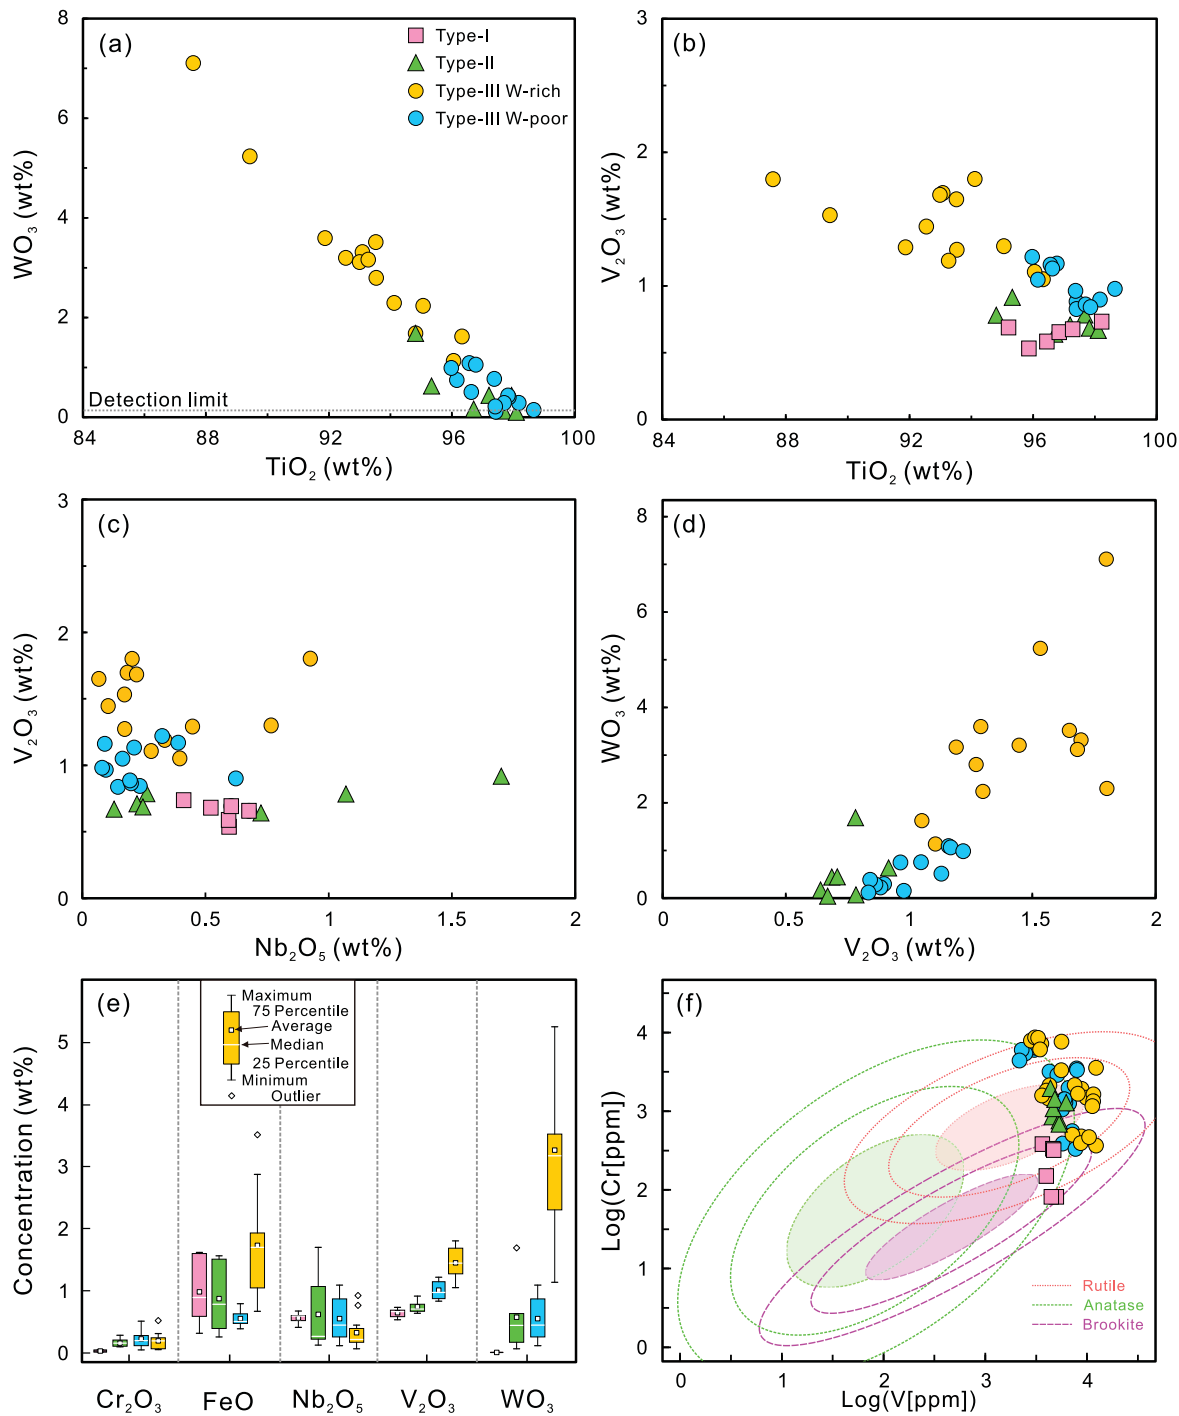 (a)
Type-I
Type-II
Type-III W-rich
Type-III W-poor
Detection limit
8
6
4
2
0
84
88
92
96
100
WO₃ (wt%)
TiO₂ (wt%)
(b)
3
2
1
0
84
88
92
96
100
V₂O₃ (wt%)
TiO₂ (wt%)
(c)
3
2
1
0
0
0.5
1
1.5
2
V₂O₃ (wt%)
Nb₂O₅ (wt%)
(d)
8
6
4
2
0
0
0.5
1
1.5
2
WO₃ (wt%)
V₂O₃ (wt%)
(e)
Maximum
75 Percentile
Average
Median
25 Percentile
Minimum
Outlier
5
4
3
2
1
0
Concentration (wt%)
Cr₂O₃
FeO
Nb₂O₅
V₂O₃
WO₃
(f)
4
3
2
1
0
0
1
2
3
4
Log(Cr[ppm])
Log(V[ppm])
Rutile
Anatase
Brookite